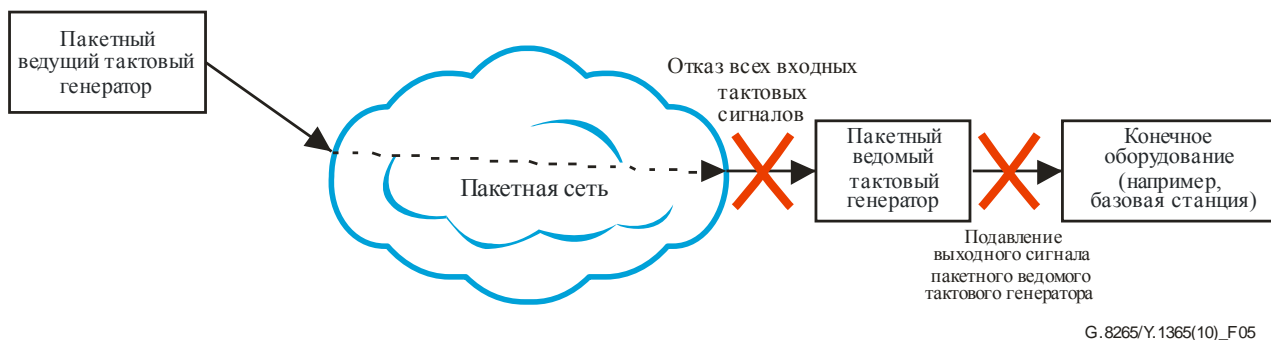 Пакетный
ведущий тактовый
генератор
Отказ всех входных
тактовых
сигналов
Пакетная сеть
Пакетный
ведомый
тактовый
генератор
Конечное
оборудование
(например,
базовая станция)
Подавление
выходного сигнала
пакетного ведомого
тактового генератора
G.8265/Y.1365(10)_F05